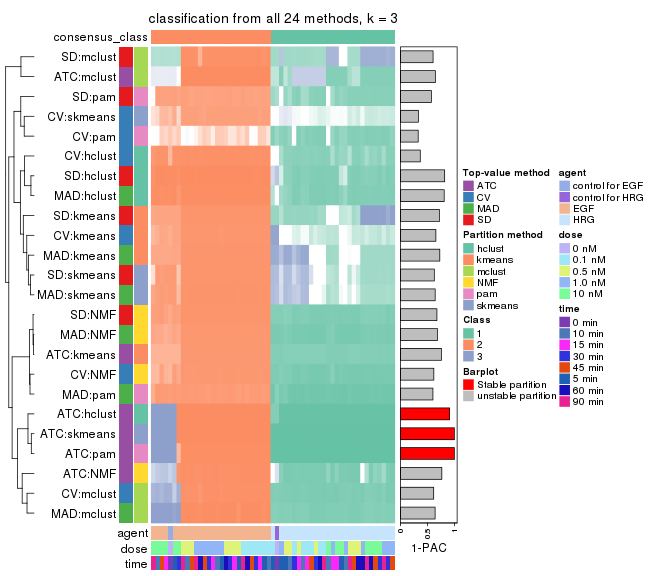 classification from all 24 methods, k = 3
consensus_class
SD:mclust
ATC:mclust
SD:pam
CV:skmeans
CV:pam
CV:hclust
SD:hclust
MAD:hclust
SD:kmeans
CV:kmeans
MAD:kmeans
SD:skmeans
MAD:skmeans
SD:NMF
MAD:NMF
ATC:kmeans
CV:NMF
MAD:pam
ATC:hclust
ATC:skmeans
ATC:pam
ATC:NMF
CV:mclust
MAD:mclust
agent
dose
time
0
0.5
1
1-PAC
Top-value method
ATC
CV
MAD
SD
Partition method
hclust
kmeans
mclust
NMF
pam
skmeans
Class
1
2
3
Barplot
Stable partition
unstable partition
agent
control for EGF
control for HRG
EGF
HRG
dose
0 nM
0.1 nM
0.5 nM
1.0 nM
10 nM
time
0 min
10 min
15 min
30 min
45 min
5 min
60 min
90 min